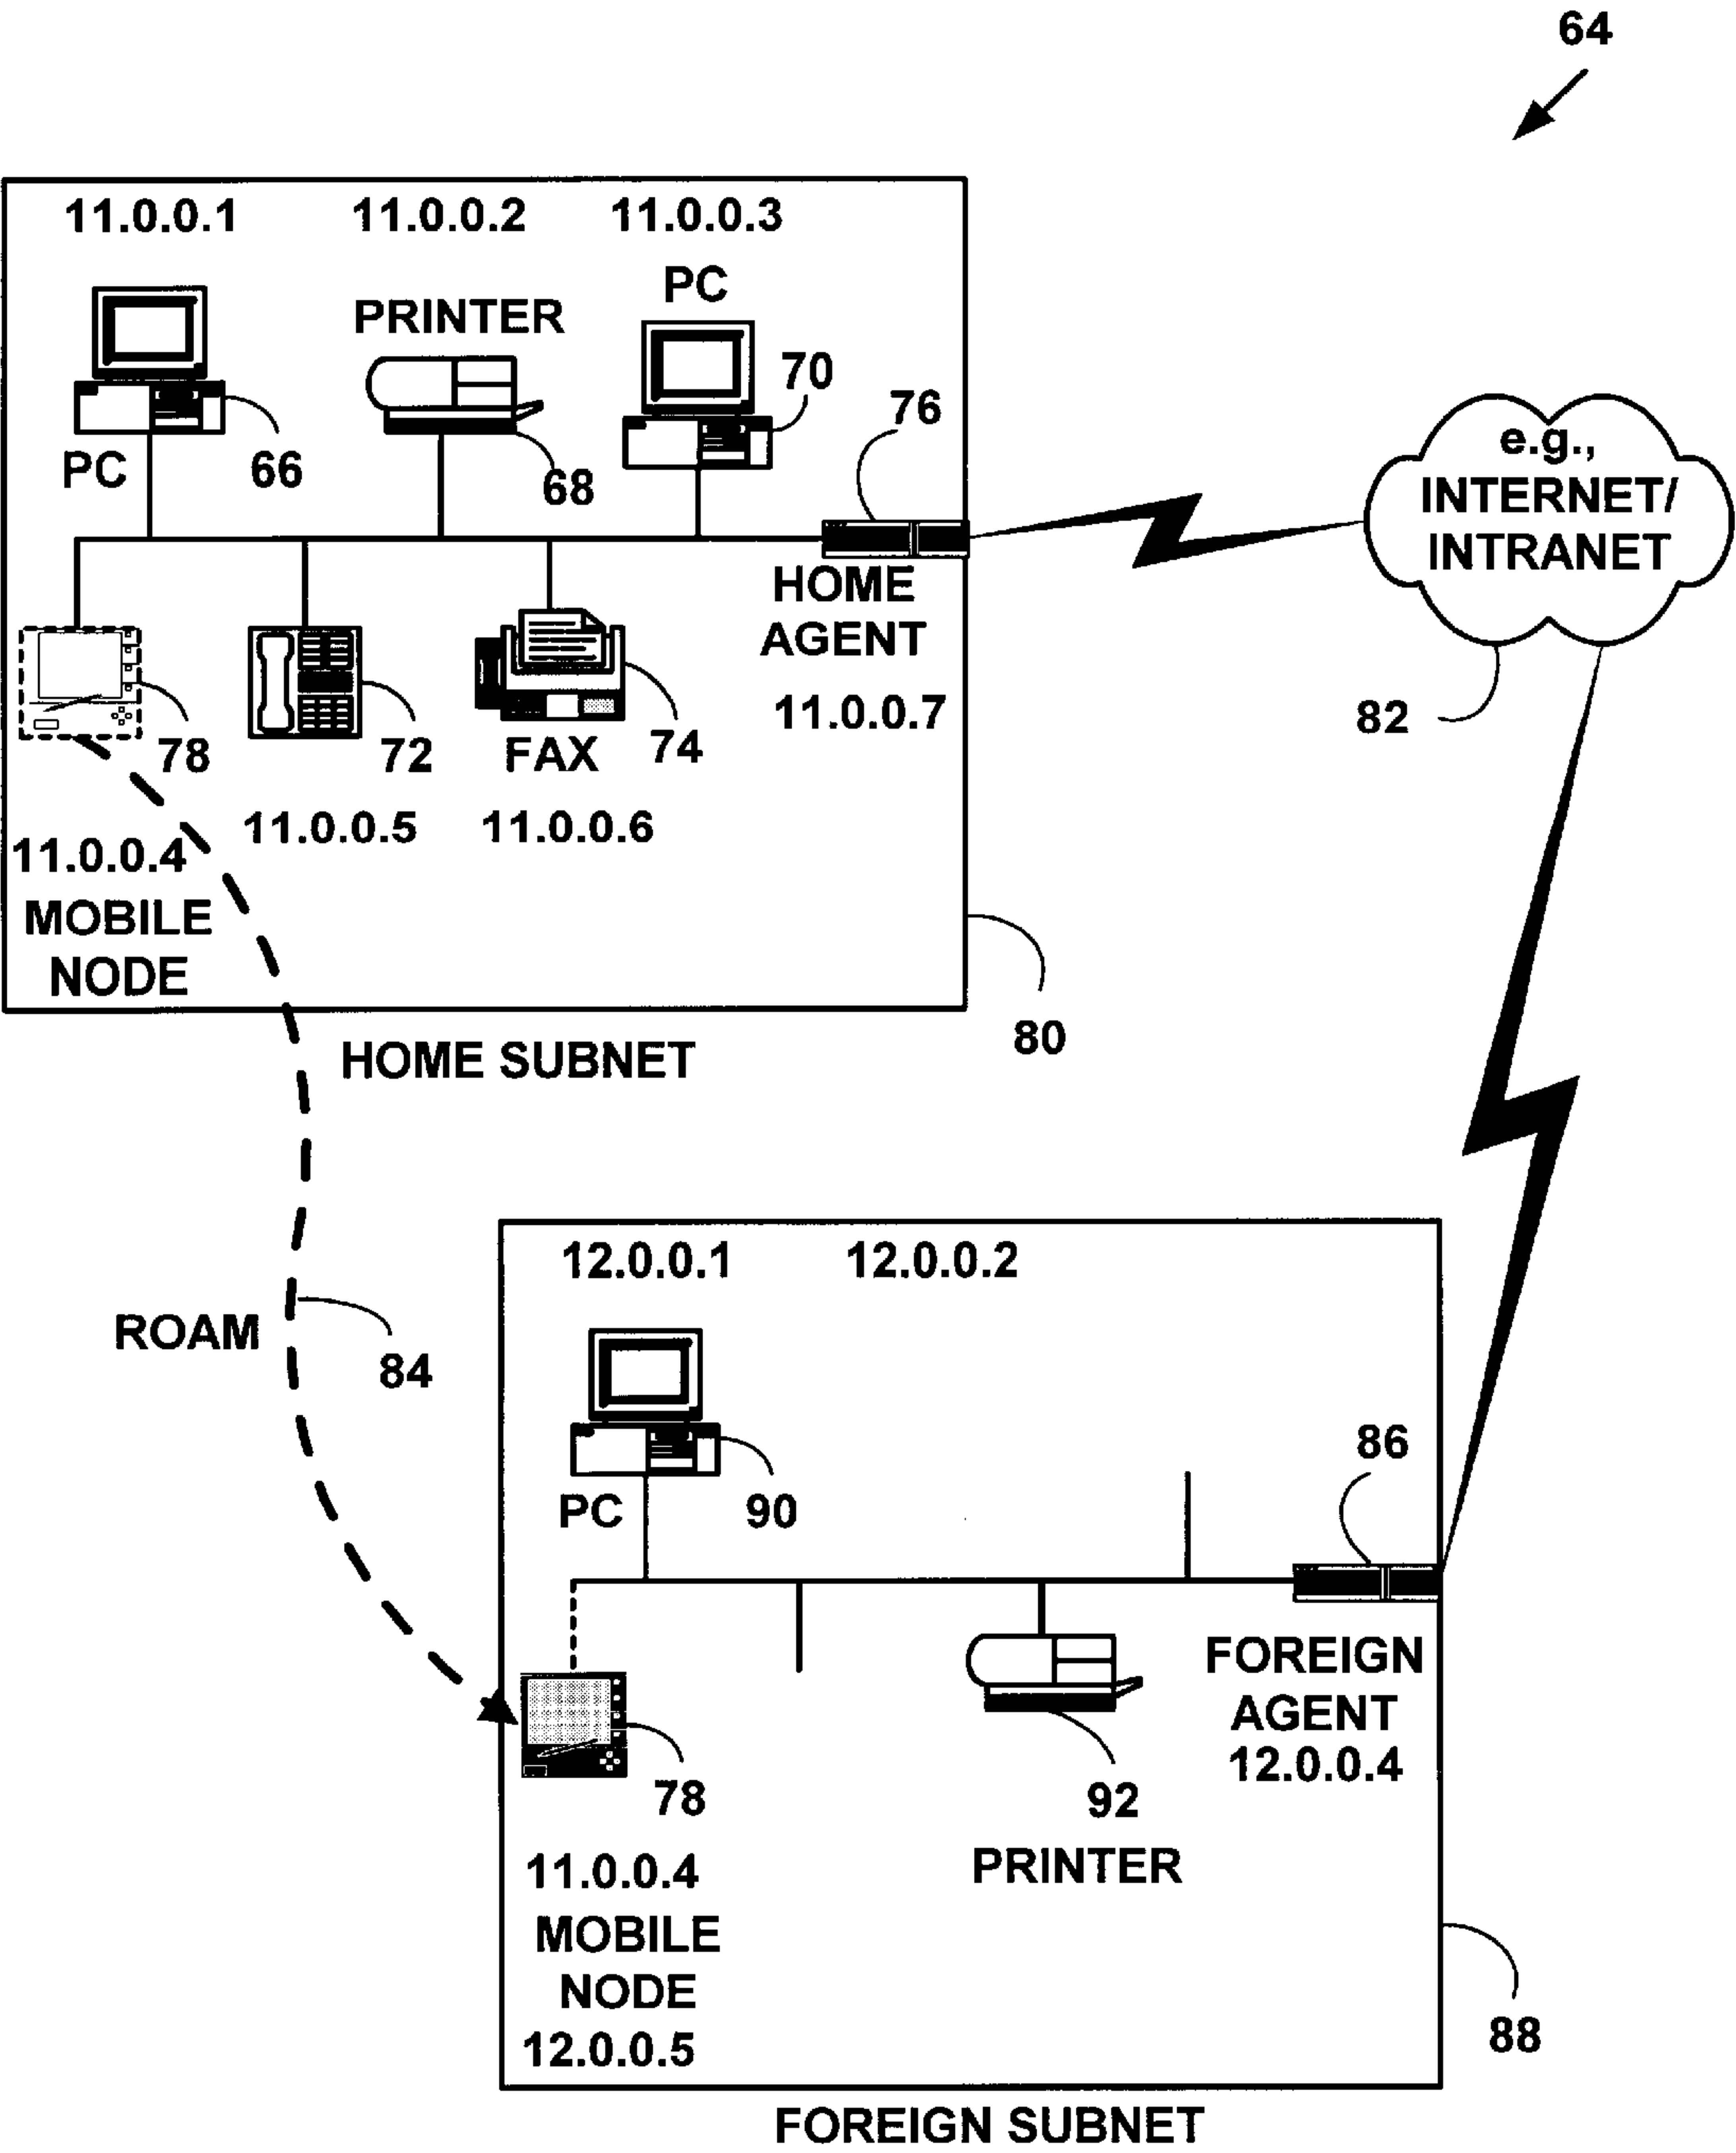 64
11.0.0.1 11.0.0.2 11.0.0.3
PC
PRINTER
70
76
PC 66 68
e.g.,
INTERNET/
INTRANET
HOME
AGENT
11.0.0.7
82
78 72 FAX 74
11.0.0.4 11.0.0.5 11.0.0.6
MOBILE
NODE
80
HOME SUBNET
12.0.0.1 12.0.0.2
ROAM
84
86
PC 90
FOREIGN
AGENT
12.0.0.4
78 92
PRINTER
11.0.0.4
MOBILE
NODE
12.0.0.5
88
FOREIGN SUBNET